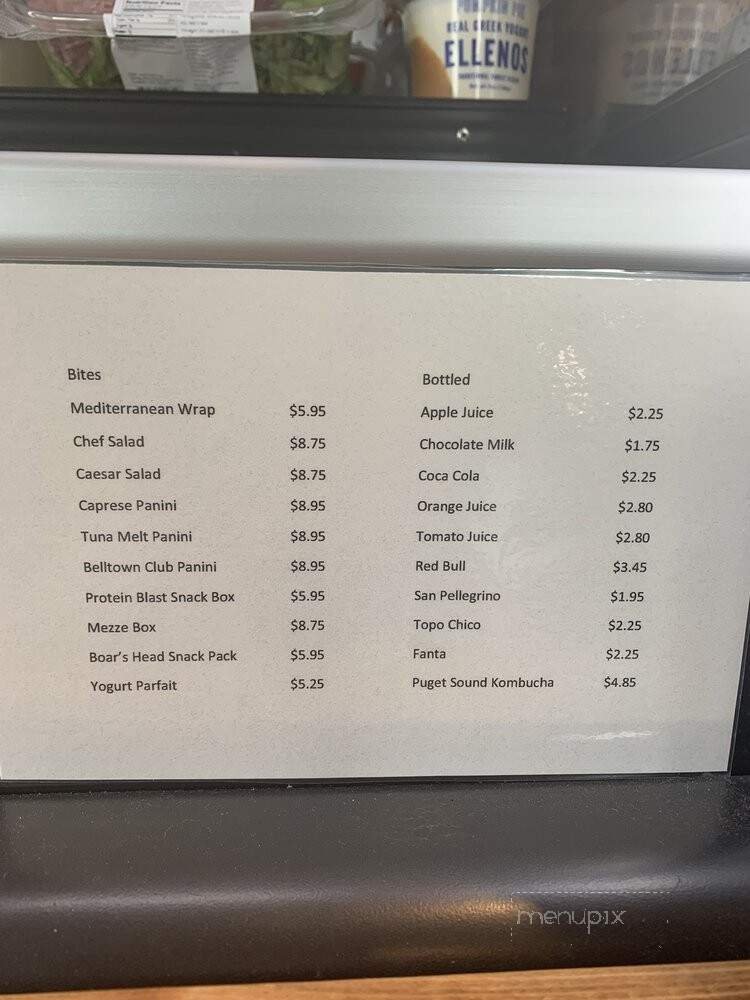 Nutrition Facts
PUMPKIN PIE
REAL GREEK YOGURT
ELLENOS
Bites
Mediterranean Wrap $5.95
Chef Salad $8.75
Caesar Salad $8.75
Caprese Panini $8.95
Tuna Melt Panini $8.95
Belltown Club Panini $8.95
Protein Blast Snack Box $5.95
Mezze Box $8.75
Boar's Head Snack Pack $5.95
Yogurt Parfait $5.25
Bottled
Apple Juice $2.25
Chocolate Milk $1.75
Coca Cola $2.25
Orange Juice $2.80
Tomato Juice $2.80
Red Bull $3.45
San Pellegrino $1.95
Topo Chico $2.25
Fanta $2.25
Puget Sound Kombucha $4.85
menupix